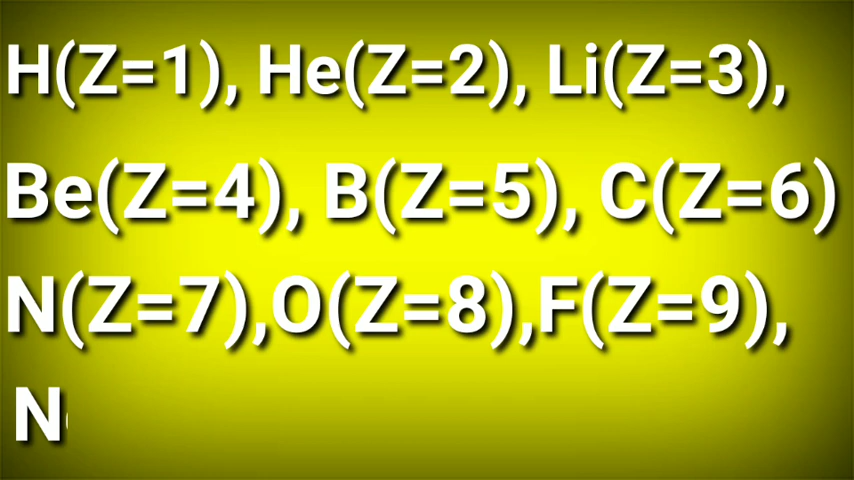 H(Z=1), He(Z=2), Li(Z=3),
Be(Z=4), B(Z=5), C(Z=6)
N(Z=7),O(Z=8),F(Z=9),
N